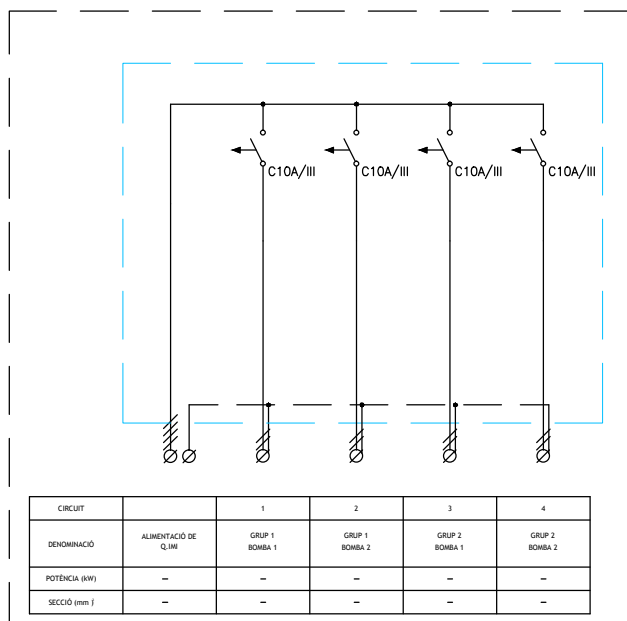 C10A/III C10A/III C10A/III C10A/III
CIRCUIT 1 2 3 4
DENOMINACIÓ ALIMENTACIÓ DE Q.IMI GRUP 1 BOMBA 1 GRUP 1 BOMBA 2 GRUP 2 BOMBA 1 GRUP 2 BOMBA 2
POTÈNCIA (kW) – – – – –
SECCIÓ (mm ) – – – – –